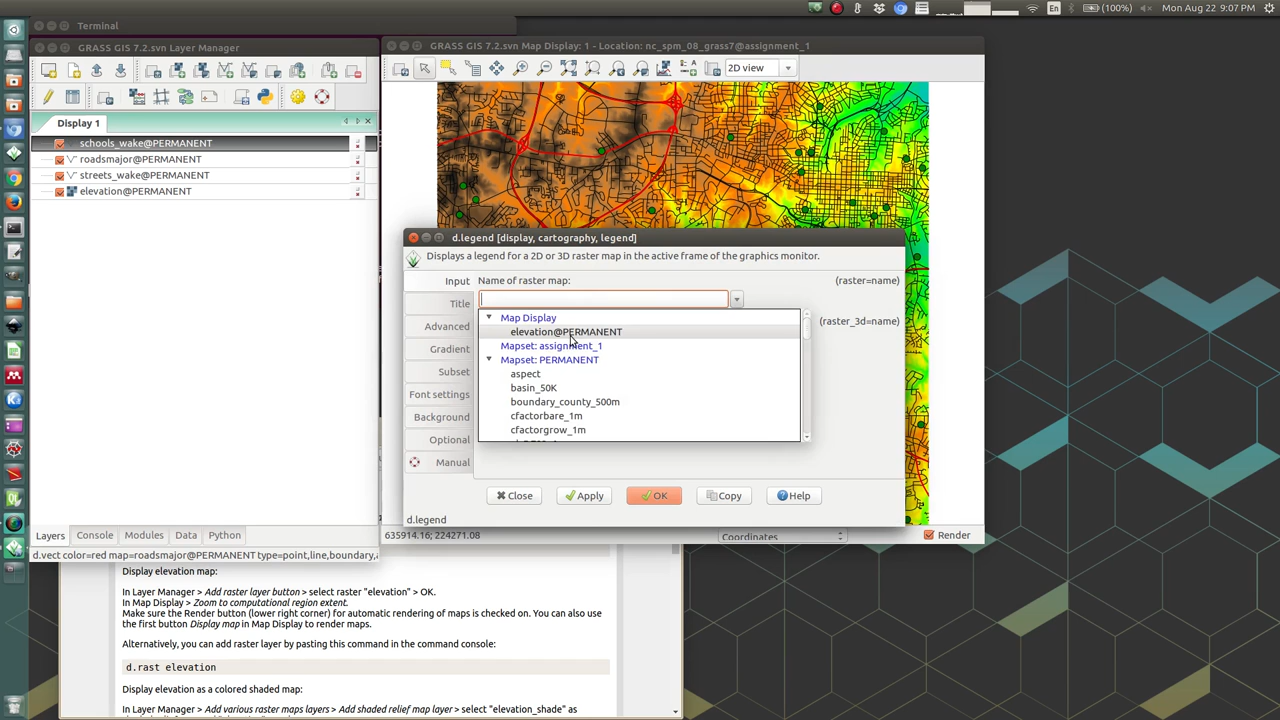 En
(100%)
Mon Aug 22 9:07 PM
Terminal
GRASS GIS 7.2.svn Layer Manager
GRASS GIS 7.2.svn Map Display: 1 - Location: nc_spm_08_grass7@assignment_1
2D view
Display 1
schools_wake@PERMANENT
roadsmajor@PERMANENT
streets_wake@PERMANENT
elevation@PERMANENT
d.legend [display, cartography, legend]
Displays a legend for a 2D or 3D raster map in the active frame of the graphics monitor.
Input
Name of raster map:
(raster=name)
Title
(raster_3d=name)
Map Display
Advanced
elevation@PERMANENT
Gradient
Mapset: assignment_1
Mapset: PERMANENT
Subset
aspect
basin_50K
Font settings
boundary_county_500m
Background
cfactorbare_1m
cfactorgrow_1m
Optional
Manual
Close
Apply
OK
Copy
Help
d.legend
Layers
Console
Modules
Data
Python
635914.16; 224271.08
Coordinates
Render
d.vect color=red map=roadsmajor@PERMANENT type=point,line,boundary,
Display elevation map:
In Layer Manager > Add raster layer button > select raster "elevation" > OK.
In Map Display > Zoom to computational region extent.
Make sure the Render button (lower right corner) for automatic rendering of maps is checked on. You can also use
the first button Display map in Map Display to render maps.
Alternatively, you can add raster layer by pasting this command in the command console:
d.rast elevation
Display elevation as a colored shaded map:
In Layer Manager > Add various raster maps layers > Add shaded relief map layer > select "elevation_shade" as